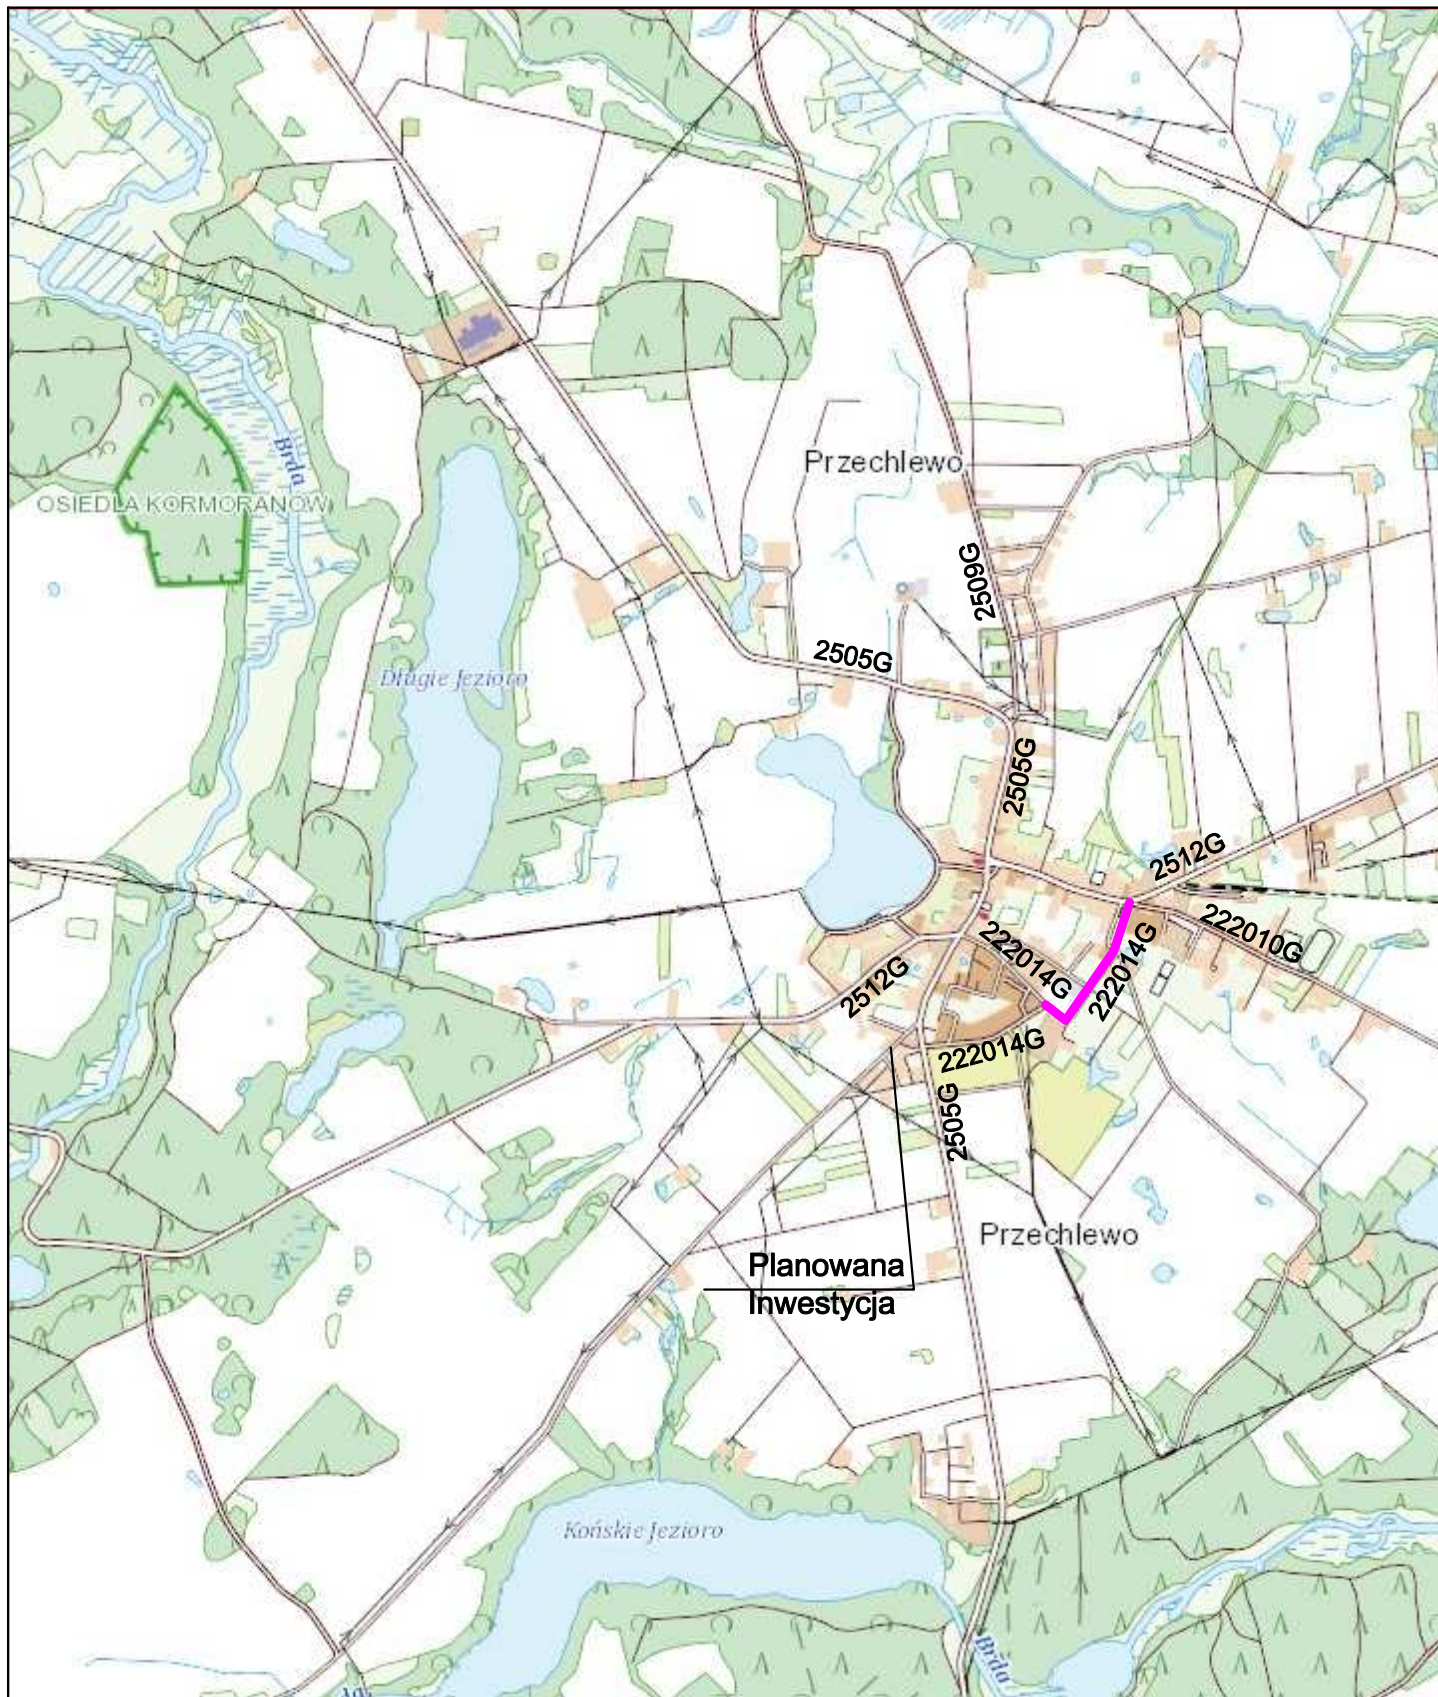 Brda
Przechlewo
OSIEDLA KORMORANÓW
2509G
2505G
Długie Jezioro
2505G
2512G
222010G
222014G
222014G
2512G
222014G
2505G
Przechlewo
Planowana
Inwestycja
Końskie Jezioro
Brda